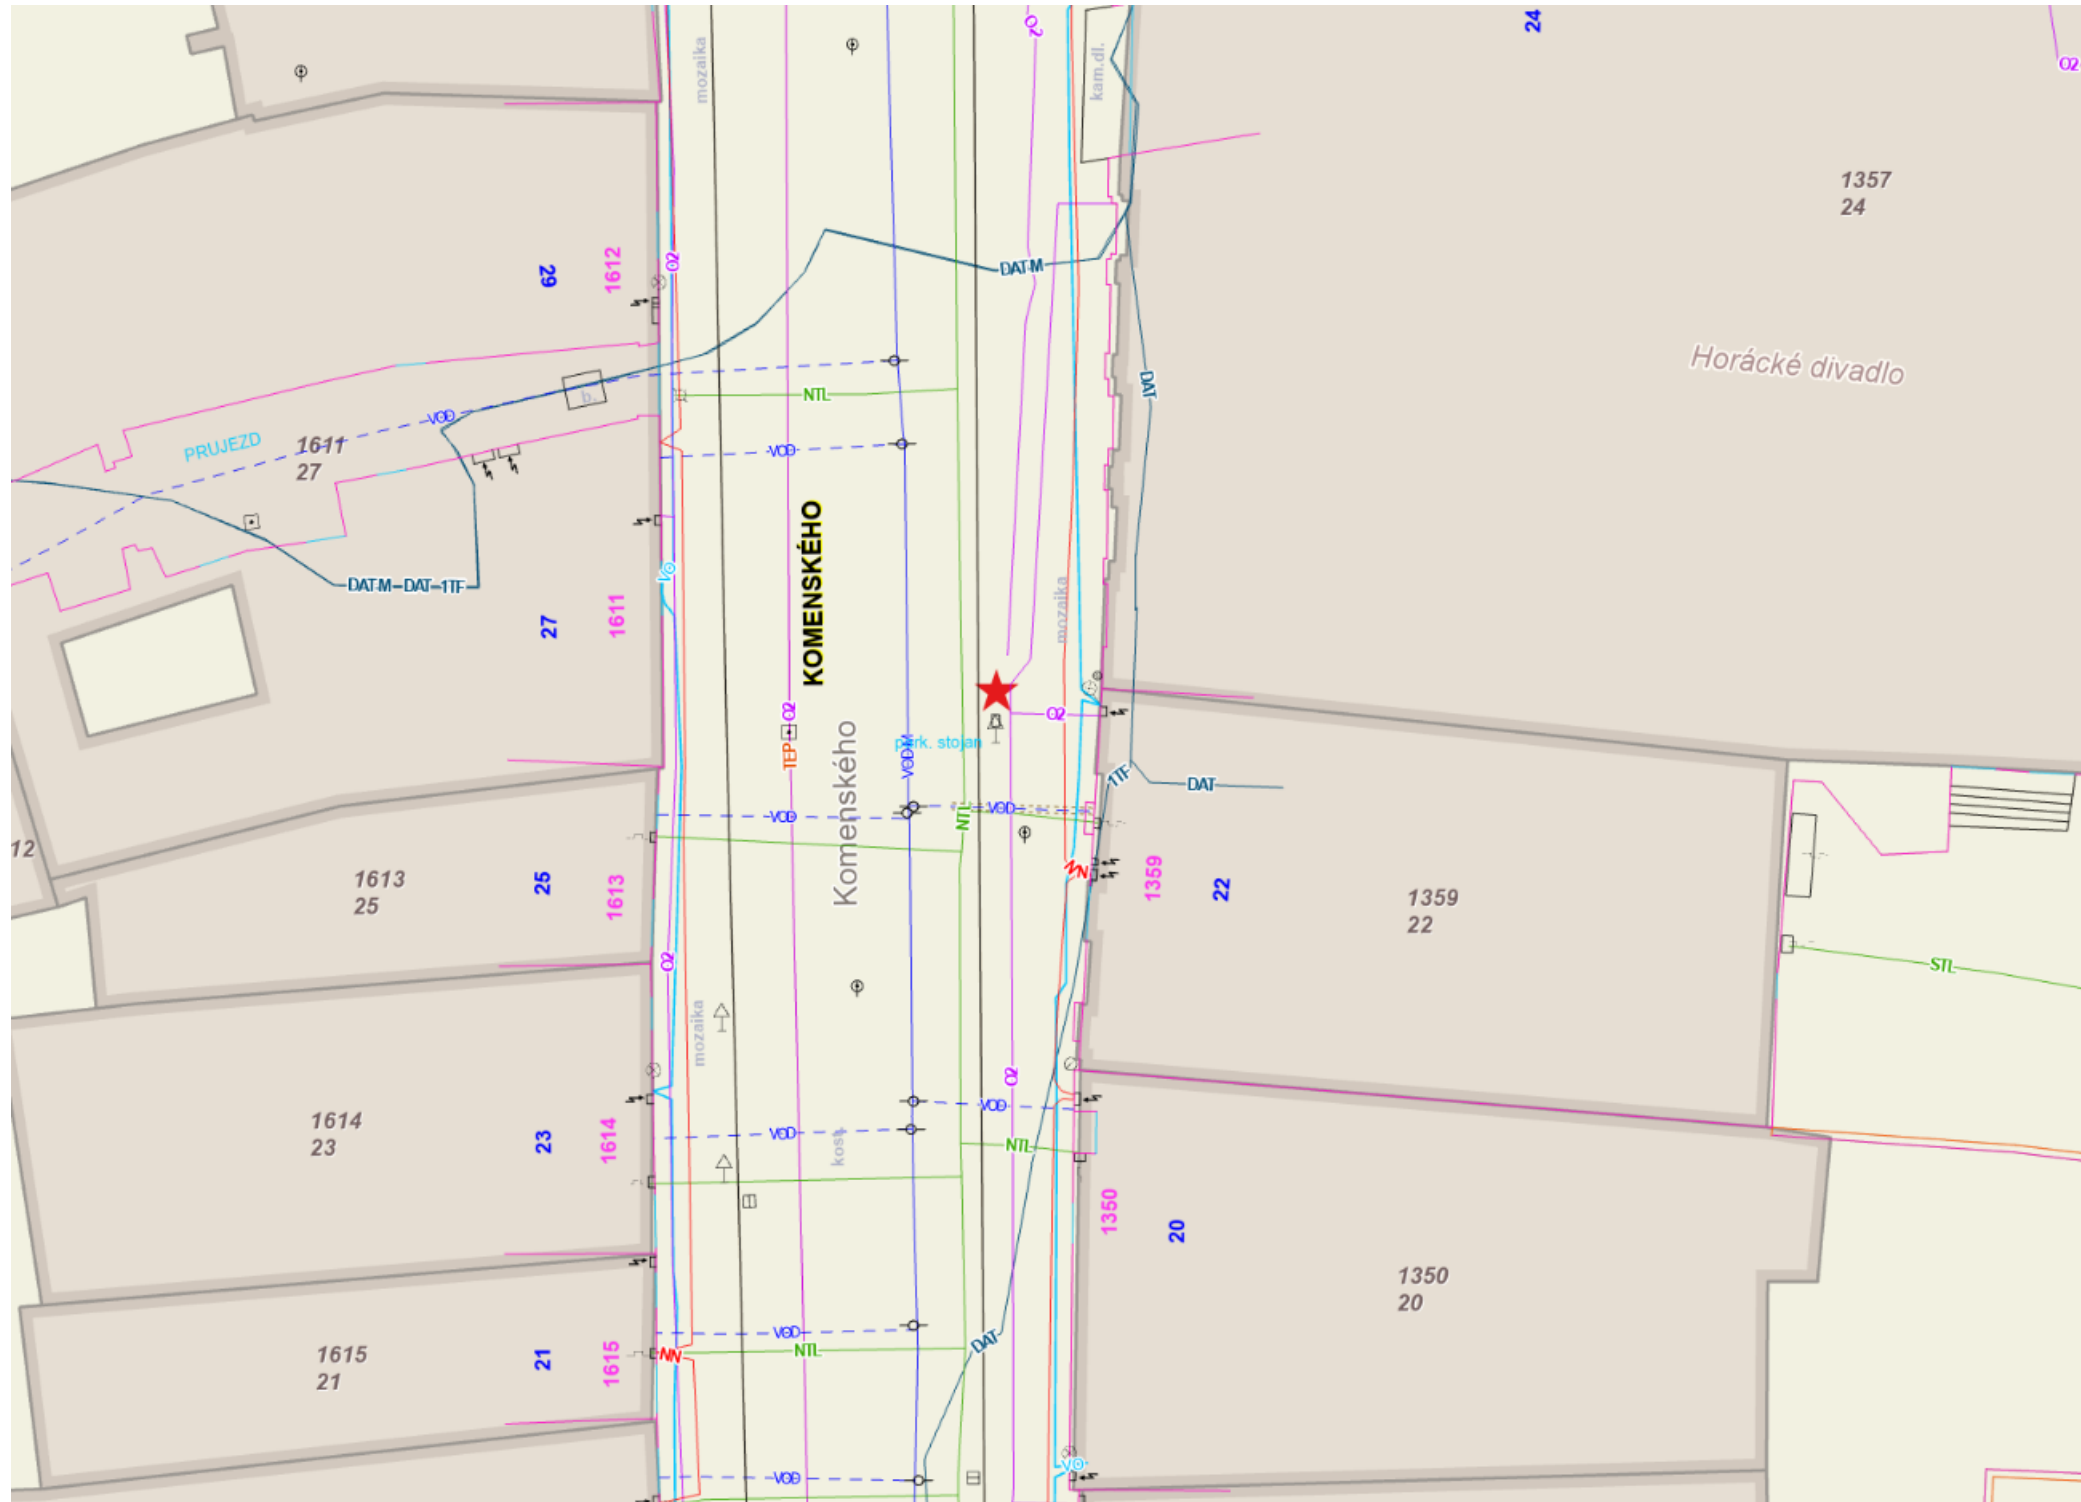 24
O2
mozaika
kam.dl.
O2
1357
24
29
1612
O2
DAT-M
Horácké divadlo
DAT
b.
NTL
VOD
PRUJEZD
1611
27
VOD
KOMENSKÉHO
VO
DAT-M-DAT-1TF
mozaika
27
1611
O2
O2
TEP
Komenského
park. stojan
VOD-M
1TF
DAT
VOD
VOD
NTL
12
1613
25
25
1613
NN
1359
22
1359
22
O2
STL
mozaika
O2
VOD
1614
23
23
1614
VOD
kost.
NTL
1350
20
1350
20
1615
21
21
1615
NN
VOD
NTL
DAT
VOD
VO